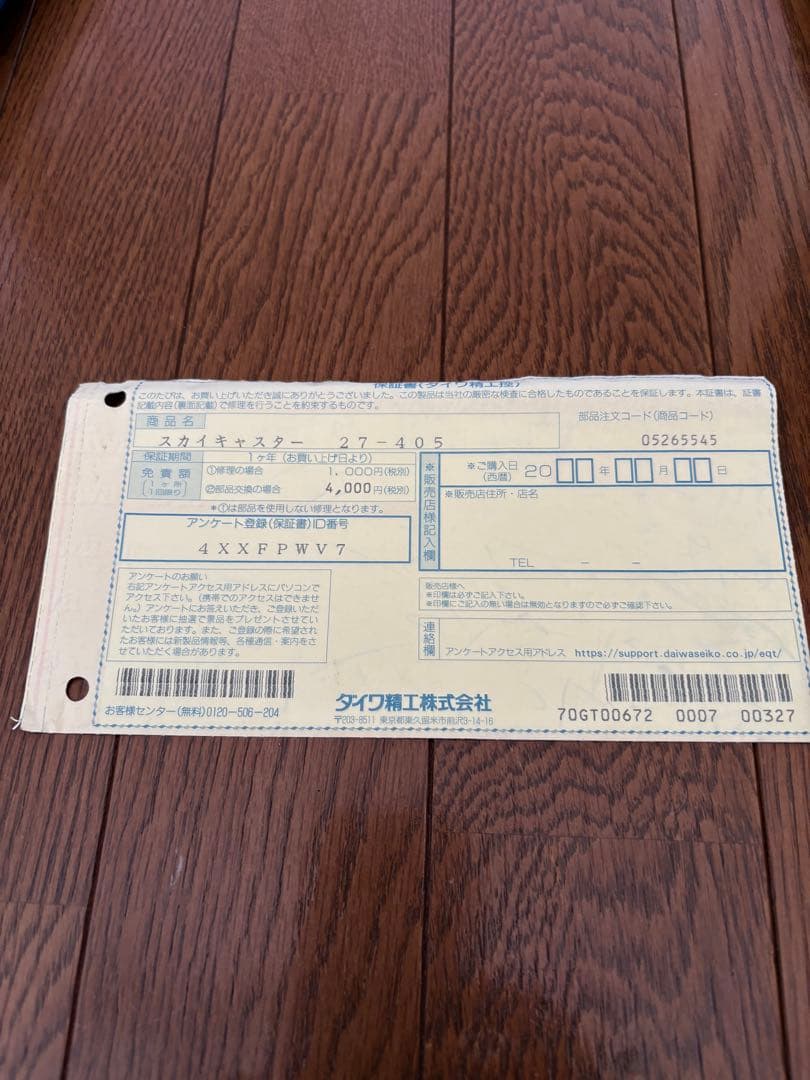 保証書(ダイワ精工㈱)
このたびは、お買い上げいただき誠にありがとうございました。この製品は当社の厳密な検査に合格したものであることを保証します。本証書は、証書
記載内容(裏面記載)で修理を行うことを約束するものです。
商品名
スカイキャスター 27-405
部品注文コード(商品コード)
05265545
保証期間 1ヶ年(お買い上げ日より)
免責額
(1ヶ所 1回限り)
①修理の場合 1,000円(税別)
②部品交換の場合 4,000円(税別)
*①は部品を使用しない修理となります。
アンケート登録(保証書)ID番号
4XXFPWV7
※販売店様記入欄
※ご購入日(西暦) 20□□年□□月□□日
※販売店住所・店名
TEL － －
アンケートのお願い
右記アンケートアクセス用アドレスにパソコンで
アクセス下さい。(携帯でのアクセスはできませ
ん。)アンケートにお答えいただき、ご登録いただ
いたお客様に抽選で景品をプレゼントさせてい
ただいております。また、ご登録の際に希望され
たお客様には新製品情報等、各種通信・案内をさ
せていただく場合があります。
販売店様へ
※印欄は必ずご記入下さい。
※印欄にご記入の無い場合は無効となりますので必ずご確認下さい。
連絡欄
アンケートアクセス用アドレス https://support.daiwaseiko.co.jp/eqt/
お客様センター(無料)0120-506-204
ダイワ精工株式会社
〒203-8511 東京都東久留米市前沢3-14-16
70GT00672 0007 00327